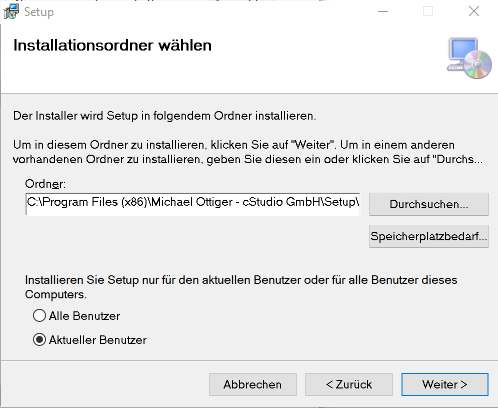 Setup
Installationsordner wählen
Der Installer wird Setup in folgendem Ordner installieren.
Um in diesem Ordner zu installieren, klicken Sie auf "Weiter". Um in einem anderen
vorhandenen Ordner zu installieren, geben Sie diesen ein oder klicken Sie auf "Durchs...
Ordner:
C:\Program Files (x86)\Michael Ottiger - cStudio GmbH\Setup\
Durchsuchen...
Speicherplatzbedarf...
Installieren Sie Setup nur für den aktuellen Benutzer oder für alle Benutzer dieses
Computers.
Alle Benutzer
Aktueller Benutzer
Abbrechen
< Zurück
Weiter >